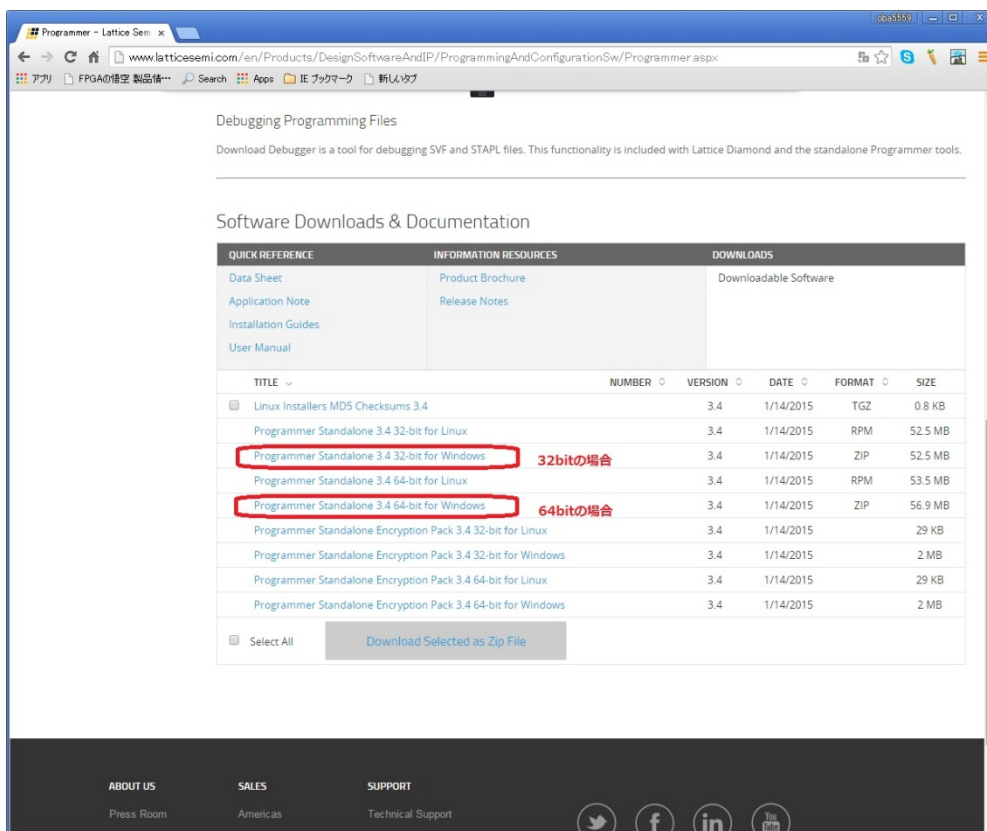 oba5559
Programmer - Lattice Sem
www.latticesemi.com/en/Products/DesignSoftwareAndIP/ProgrammingAndConfigurationSw/Programmer.aspx
アプリ FPGAの悟空 製品情… Search Apps IE ブックマーク 新しいタブ
Debugging Programming Files
Download Debugger is a tool for debugging SVF and STAPL files. This functionality is included with Lattice Diamond and the standalone Programmer tools.
Software Downloads & Documentation
QUICK REFERENCE INFORMATION RESOURCES DOWNLOADS
Data Sheet Product Brochure Downloadable Software
Application Note Release Notes
Installation Guides
User Manual
TITLE NUMBER VERSION DATE FORMAT SIZE
Linux Installers MD5 Checksums 3.4 3.4 1/14/2015 TGZ 0.8 KB
Programmer Standalone 3.4 32-bit for Linux 3.4 1/14/2015 RPM 52.5 MB
Programmer Standalone 3.4 32-bit for Windows 32bitの場合 3.4 1/14/2015 ZIP 52.5 MB
Programmer Standalone 3.4 64-bit for Linux 3.4 1/14/2015 RPM 53.5 MB
Programmer Standalone 3.4 64-bit for Windows 64bitの場合 3.4 1/14/2015 ZIP 56.9 MB
Programmer Standalone Encryption Pack 3.4 32-bit for Linux 3.4 1/14/2015 29 KB
Programmer Standalone Encryption Pack 3.4 32-bit for Windows 3.4 1/14/2015 2 MB
Programmer Standalone Encryption Pack 3.4 64-bit for Linux 3.4 1/14/2015 29 KB
Programmer Standalone Encryption Pack 3.4 64-bit for Windows 3.4 1/14/2015 2 MB
Select All Download Selected as Zip File
ABOUT US SALES SUPPORT
Press Room Americas Technical Support
You Tube